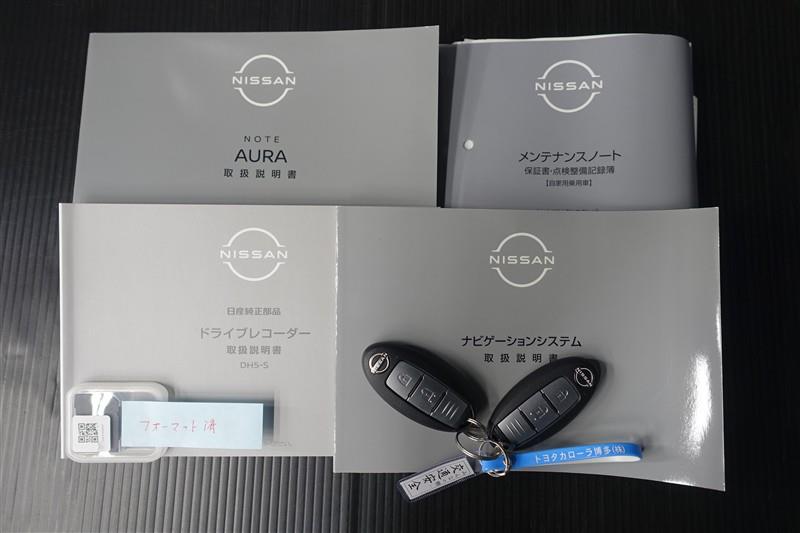 NISSAN
NOTE
AURA
取扱説明書
NISSAN
メンテナンスノート
保証書・点検整備記録簿
【自家用乗用車】
NISSAN
日産純正部品
ドライブレコーダー
取扱説明書
DH5-S
NISSAN
ナビゲーションシステム
取扱説明書
フォーマット済
NISSAN
NISSAN
トヨタカローラ博多(株)
交通安全